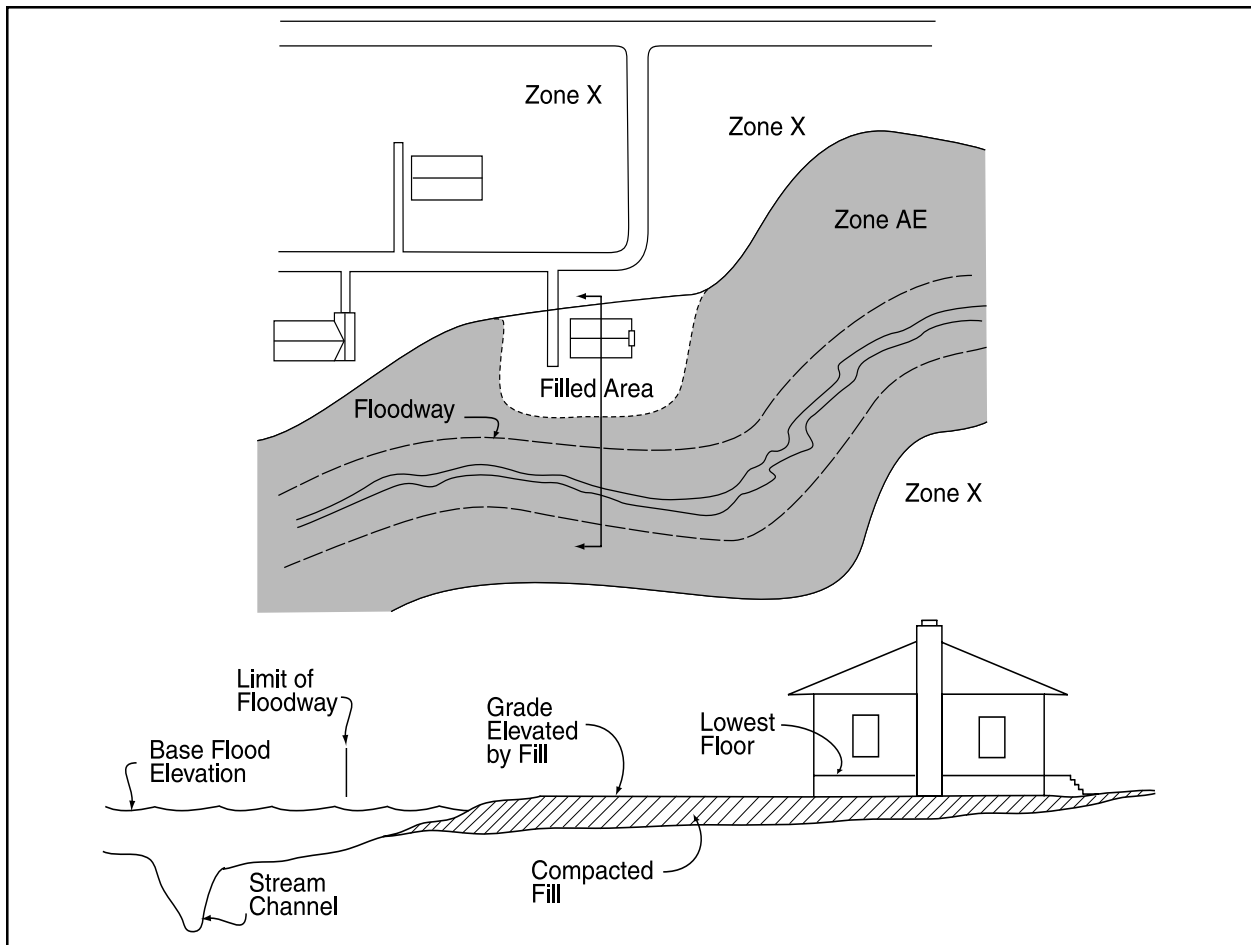 Zone X
Zone X
Zone AE
Filled Area
Floodway
Zone X
Limit of
Floodway
Base Flood
Elevation
Grade
Elevated
by Fill
Lowest
Floor
Compacted
Fill
Stream
Channel